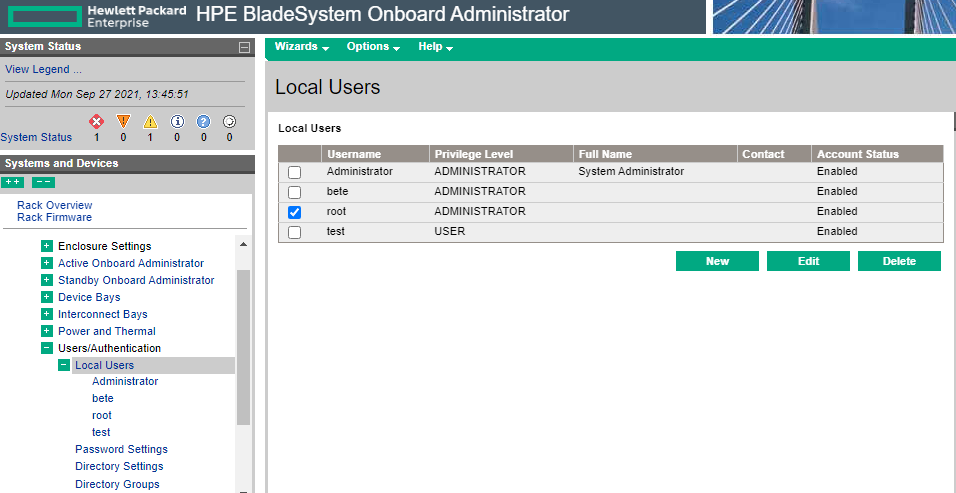 Hewlett Packard
Enterprise
HPE BladeSystem Onboard Administrator
System Status
View Legend ...
Updated Mon Sep 27 2021, 13:45:51
System Status 1 0 1 0 0 0
Systems and Devices
++ --
Rack Overview
Rack Firmware
Enclosure Settings
Active Onboard Administrator
Standby Onboard Administrator
Device Bays
Interconnect Bays
Power and Thermal
Users/Authentication
Local Users
Administrator
bete
root
test
Password Settings
Directory Settings
Directory Groups
Wizards Options Help
Local Users
Local Users
Username Privilege Level Full Name Contact Account Status
Administrator ADMINISTRATOR System Administrator Enabled
bete ADMINISTRATOR Enabled
root ADMINISTRATOR Enabled
test USER Enabled
New Edit Delete